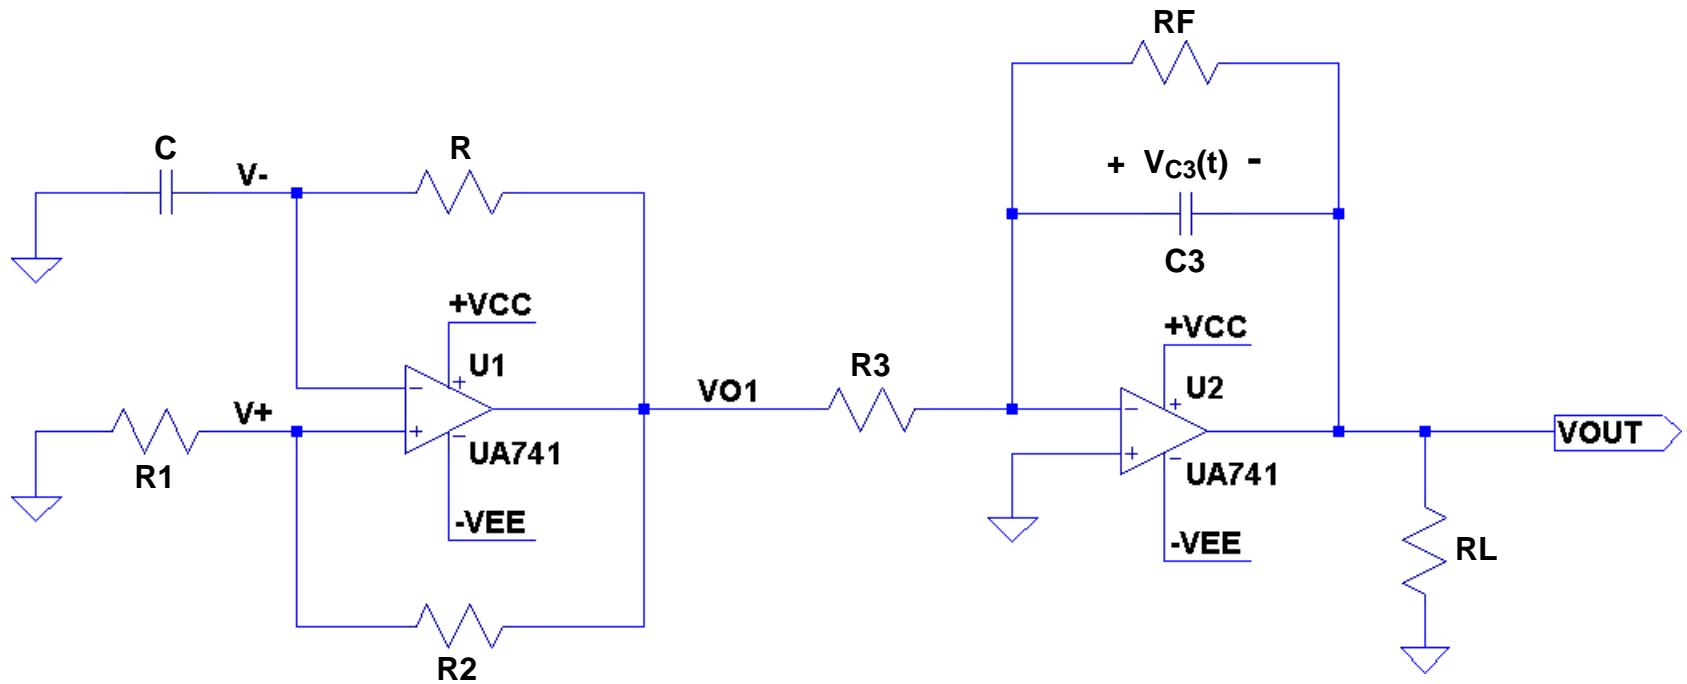 RF
C
V-
R
+ VC3(t) -
C3
+VCC
U1
UA741
-VEE
V+
R1
R2
VO1
R3
+VCC
U2
UA741
-VEE
VOUT
RL